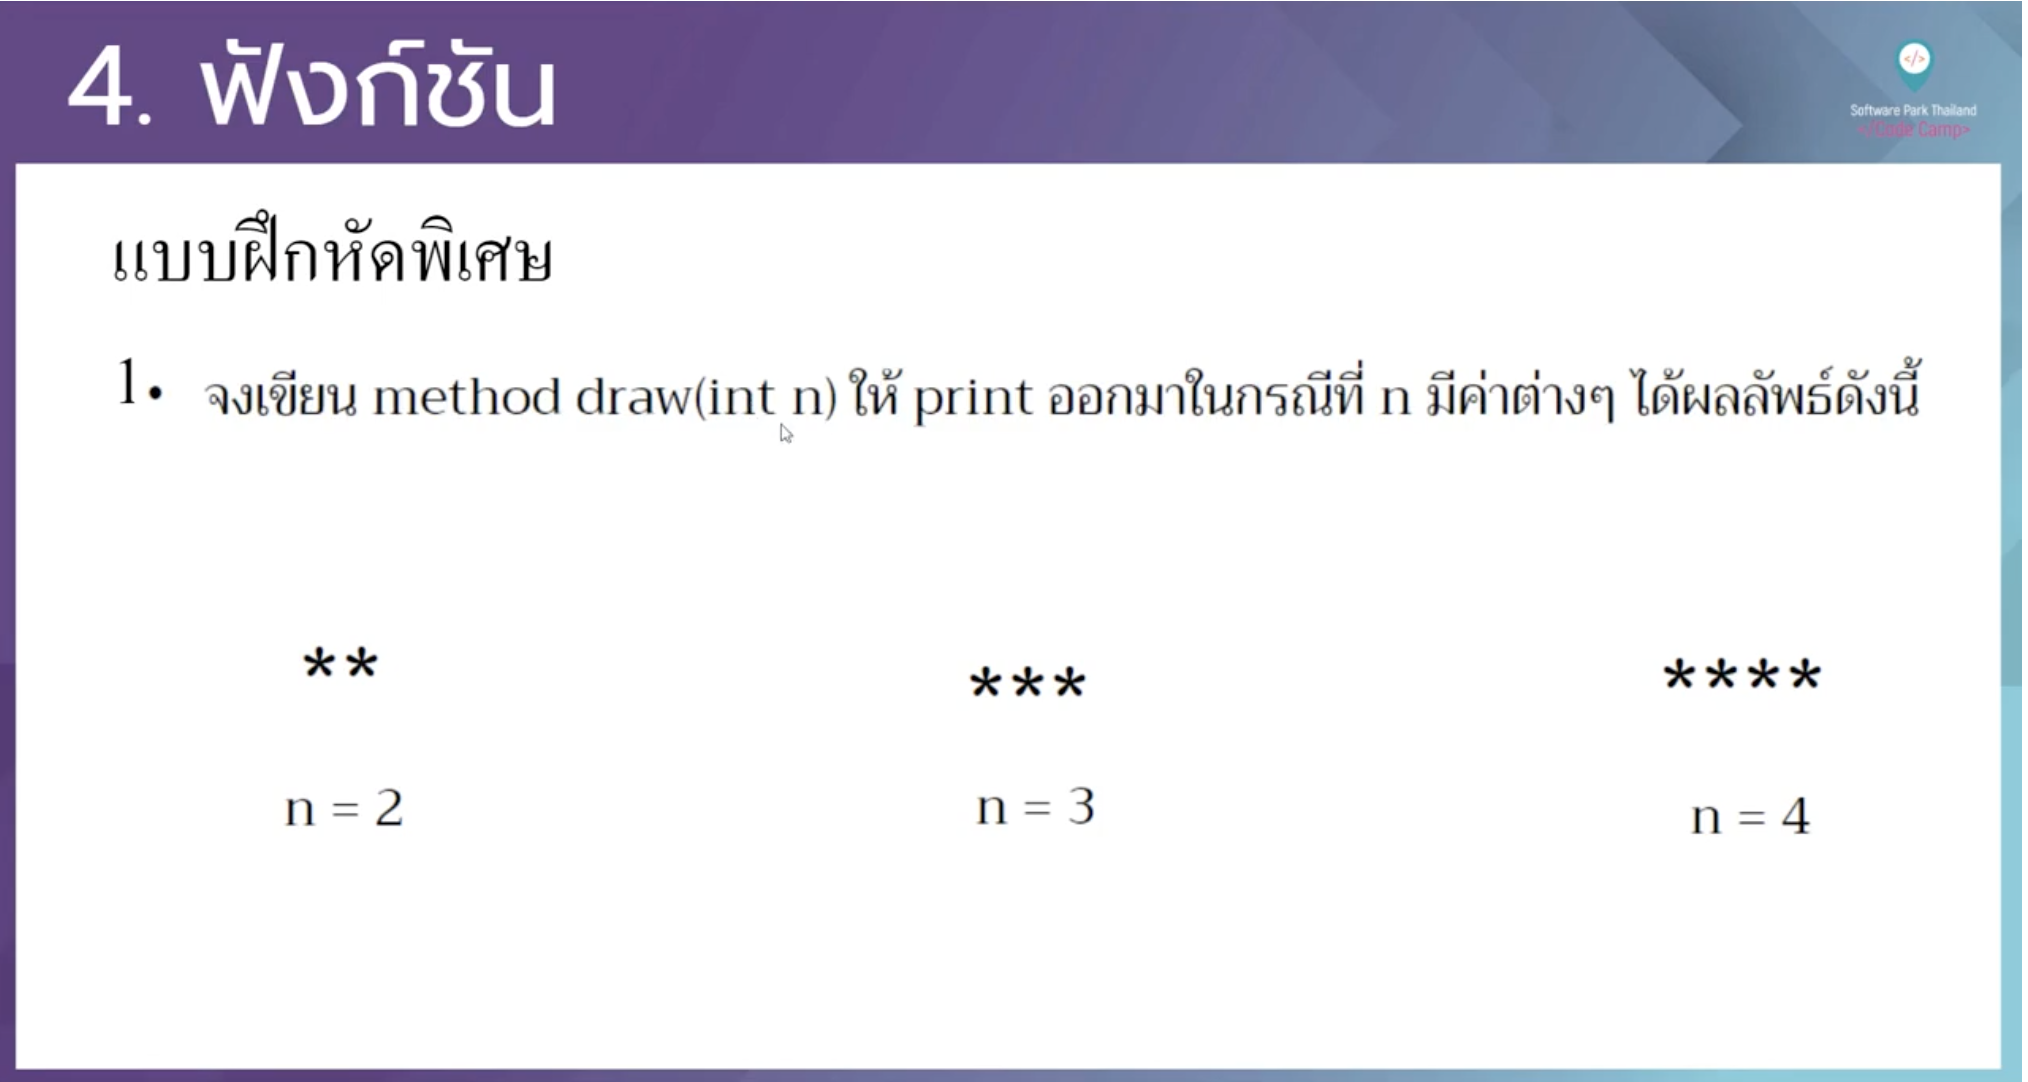 4. ฟังก์ชัน
</>
Software Park Thailand
</Code Camp>
แบบฝึกหัดพิเศษ
1. จงเขียน method draw(int n) ให้ print ออกมาในกรณีที่ n มีค่าต่างๆ ได้ผลลัพธ์ดังนี้
** *** ****
n = 2 n = 3 n = 4